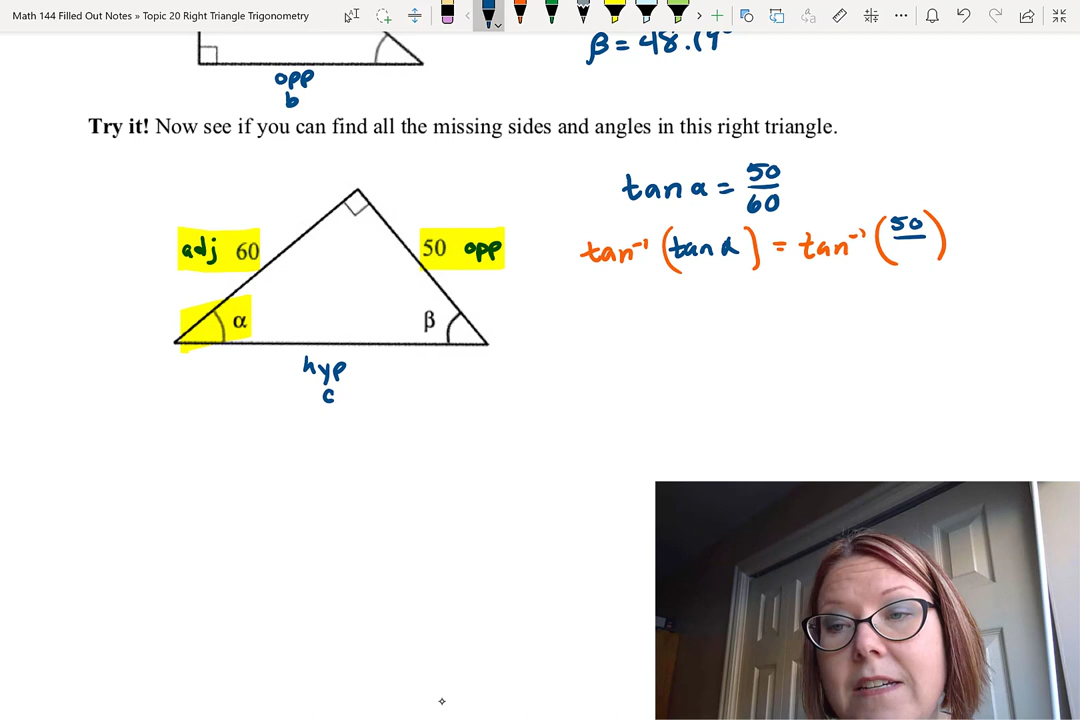 Math 144 Filled Out Notes » Topic 20 Right Triangle Trigonometry
β = 48.19°
opp
b
Try it! Now see if you can find all the missing sides and angles in this right triangle.
tan α = 50/60
adj 60
50 opp
tan⁻¹ (tan α) = tan⁻¹ (50/ )
α
β
hyp
c